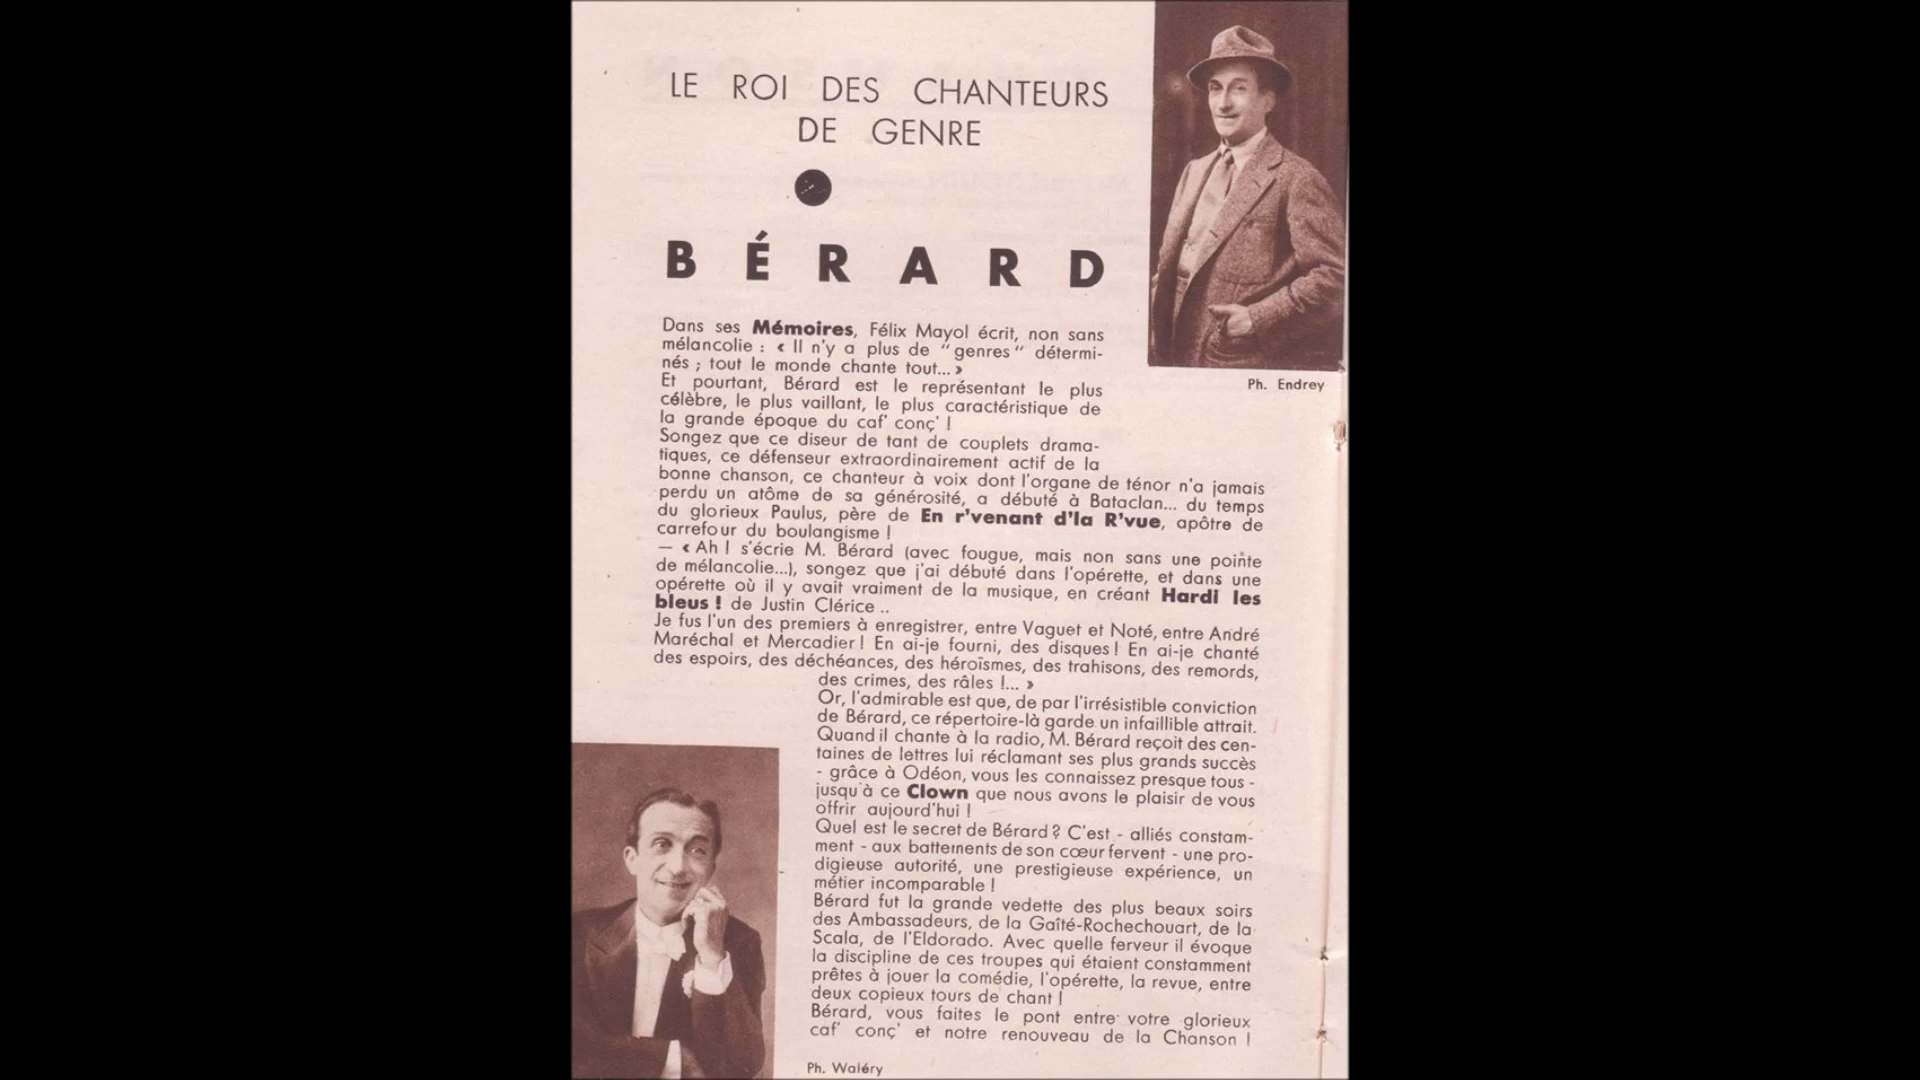 LE ROI DES CHANTEURS
DE GENRE
BÉRARD
Dans ses Mémoires, Félix Mayol écrit, non sans
mélancolie : « Il n'y a plus de "genres" détermi-
nés ; tout le monde chante tout... »
Et pourtant, Bérard est le représentant le plus
célèbre, le plus vaillant, le plus caractéristique de
la grande époque du caf' conç' !
Songez que ce diseur de tant de couplets drama-
tiques, ce défenseur extraordinairement actif de la
bonne chanson, ce chanteur à voix dont l'organe de ténor n'a jamais
perdu un atôme de sa générosité, a débuté à Bataclan... du temps
du glorieux Paulus, père de En r'venant d'la R'vue, apôtre de
carrefour du boulangisme !
— « Ah ! s'écrie M. Bérard (avec fougue, mais non sans une pointe
de mélancolie...), songez que j'ai débuté dans l'opérette, et dans une
opérette où il y avait vraiment de la musique, en créant Hardi les
bleus ! de Justin Clérice ..
Je fus l'un des premiers à enregistrer, entre Vaguet et Noté, entre André
Maréchal et Mercadier ! En ai-je fourni, des disques ! En ai-je chanté
des espoirs, des déchéances, des héroïsmes, des trahisons, des remords,
des crimes, des râles !... »
Or, l'admirable est que, de par l'irrésistible conviction
de Bérard, ce répertoire-là garde un infaillible attrait.
Quand il chante à la radio, M. Bérard reçoit des cen-
taines de lettres lui réclamant ses plus grands succès
- grâce à Odéon, vous les connaissez presque tous -
jusqu'à ce Clown que nous avons le plaisir de vous
offrir aujourd'hui !
Quel est le secret de Bérard ? C'est - alliés constam-
ment - aux battements de son cœur fervent - une pro-
digieuse autorité, une prestigieuse expérience, un
métier incomparable !
Bérard fut la grande vedette des plus beaux soirs
des Ambassadeurs, de la Gaîté-Rochechouart, de la
Scala, de l'Eldorado. Avec quelle ferveur il évoque
la discipline de ces troupes qui étaient constamment
prêtes à jouer la comédie, l'opérette, la revue, entre
deux copieux tours de chant !
Bérard, vous faites le pont entre votre glorieux
caf' conç' et notre renouveau de la Chanson !
Ph. Endrey
Ph. Waléry